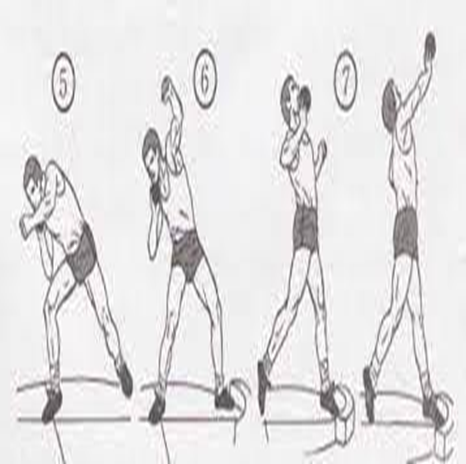 ⑤ ⑥ ⑦